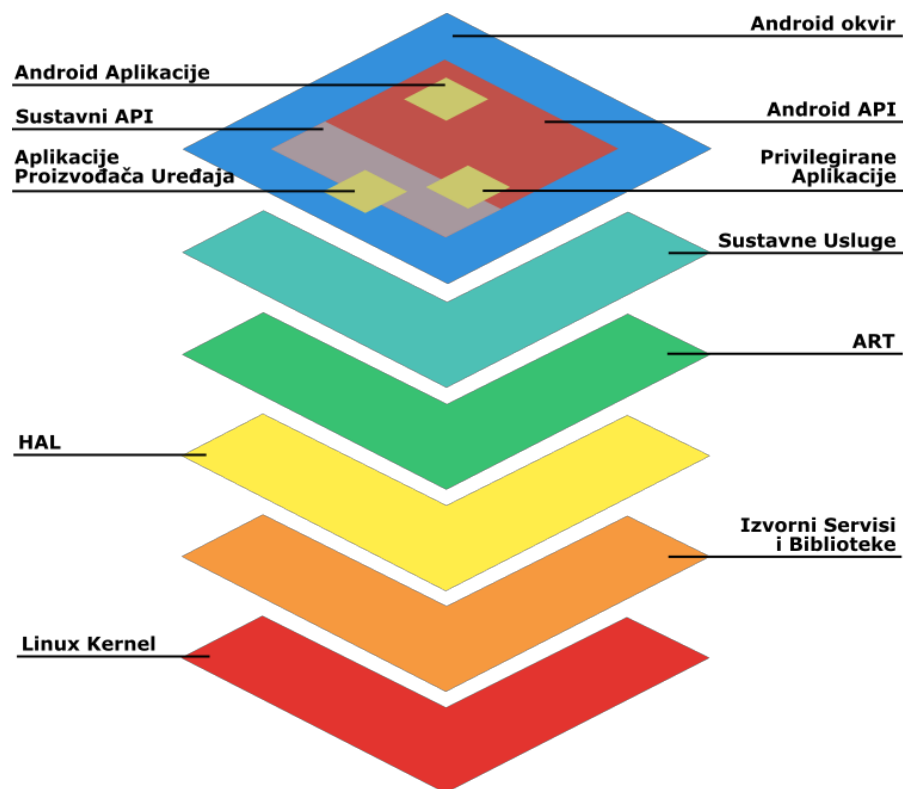 Android okvir
Android Aplikacije
Sustavni API
Android API
Aplikacije
Proizvođača Uređaja
Privilegirane
Aplikacije
Sustavne Usluge
ART
HAL
Izvorni Servisi
i Biblioteke
Linux Kernel